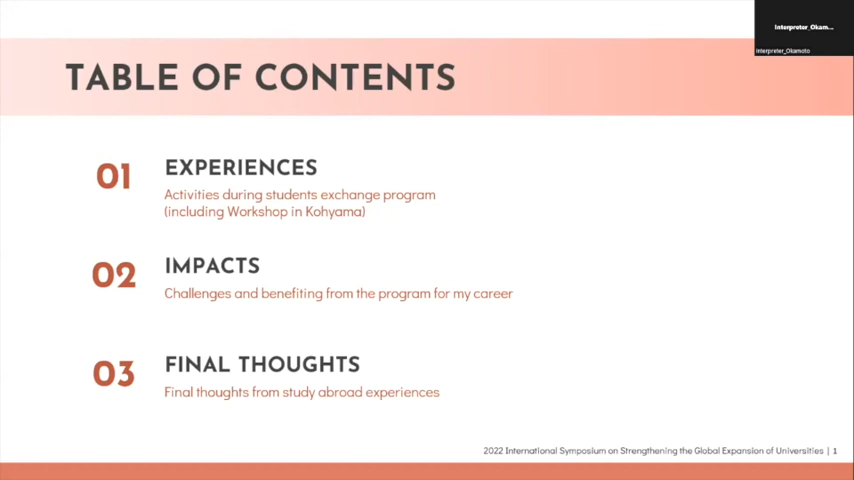 Interpreter_Okam...
Interpreter_Okamoto
TABLE OF CONTENTS
01
EXPERIENCES
Activities during students exchange program
(including Workshop in Kohyama)
02
IMPACTS
Challenges and benefiting from the program for my career
03
FINAL THOUGHTS
Final thoughts from study abroad experiences
2022 International Symposium on Strengthening the Global Expansion of Universities | 1